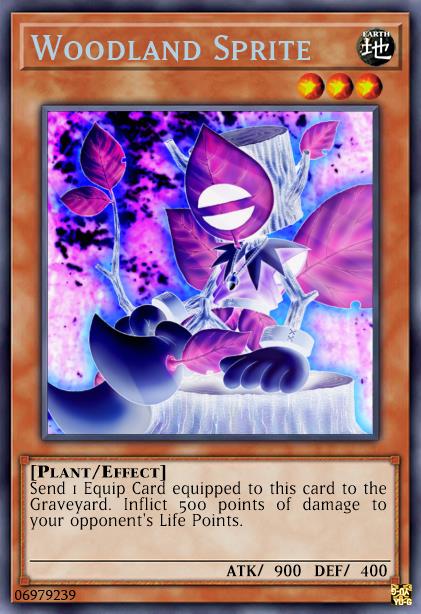 Woodland Sprite
EARTH
地
[Plant/Effect]
Send 1 Equip Card equipped to this card to the
Graveyard. Inflict 500 points of damage to
your opponent's Life Points.
ATK/ 900 DEF/ 400
06979239